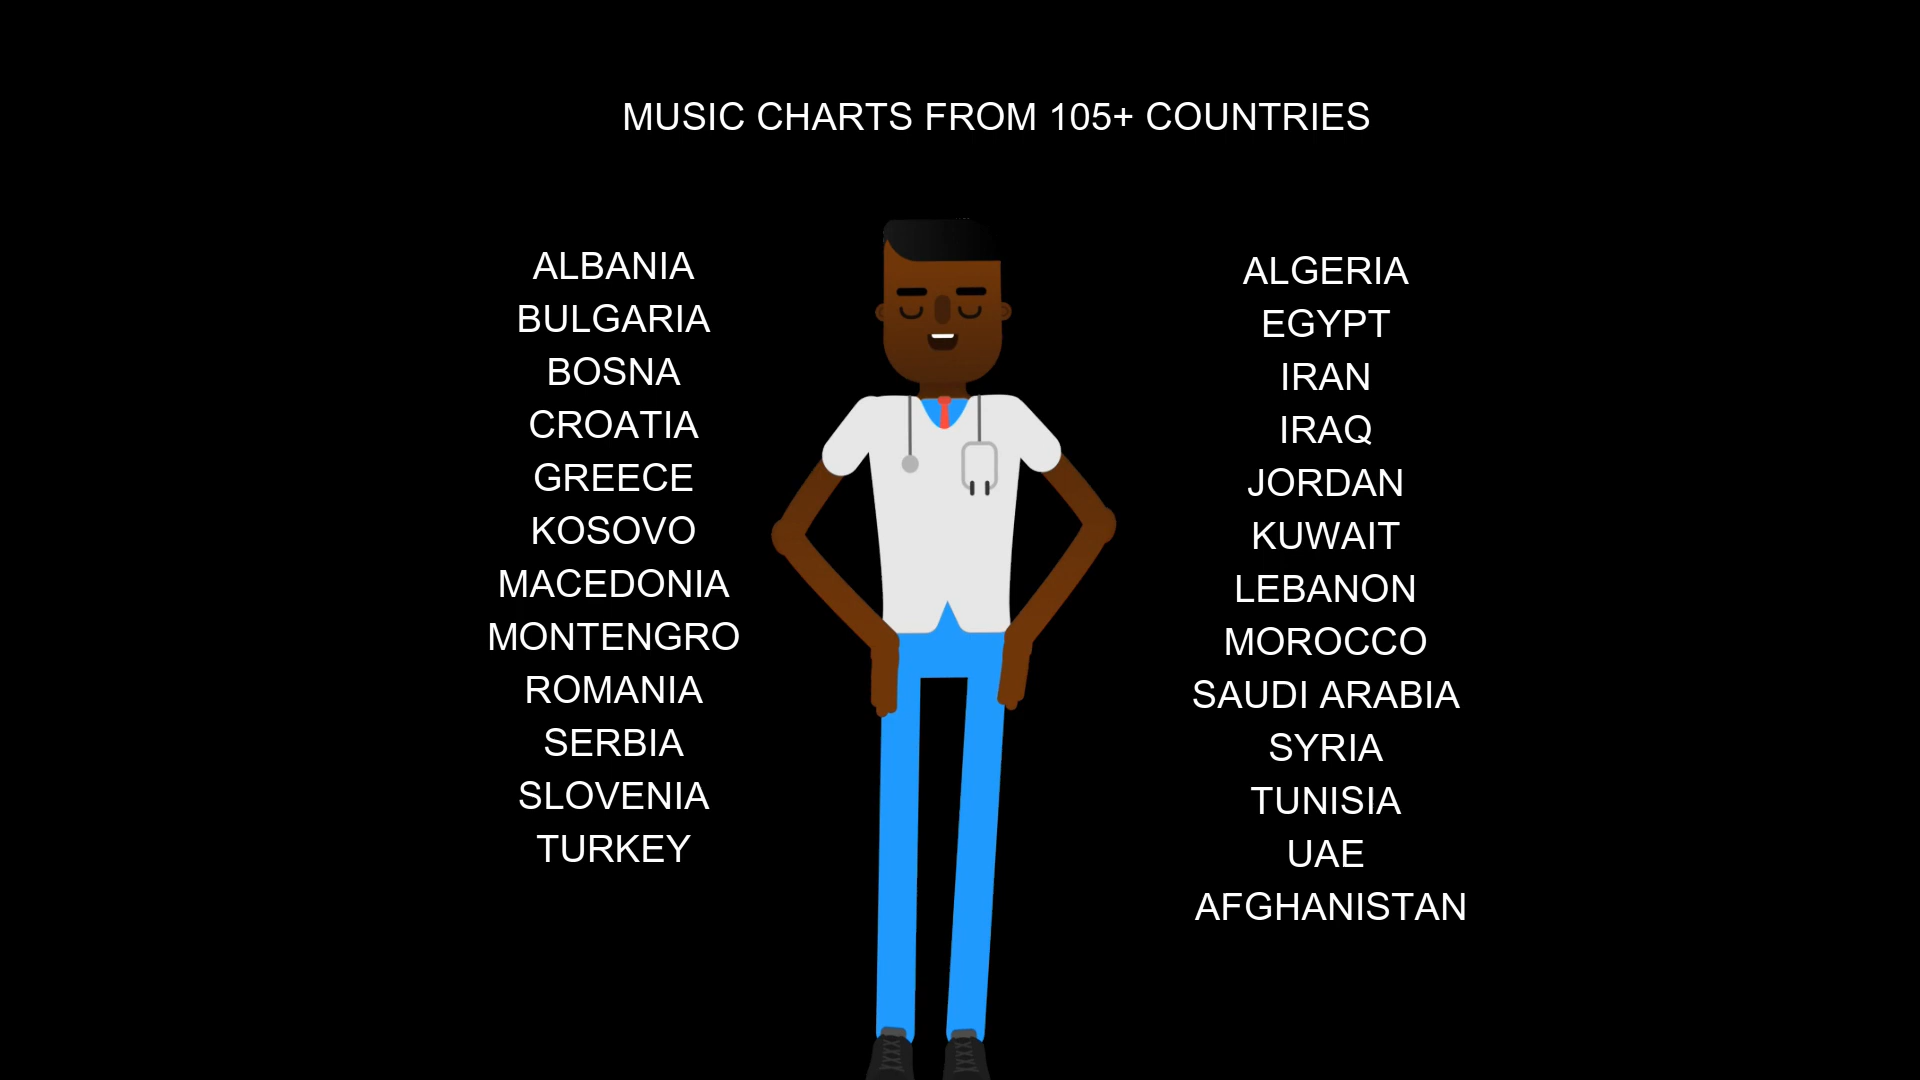 MUSIC CHARTS FROM 105+ COUNTRIES
ALBANIA
BULGARIA
BOSNA
CROATIA
GREECE
KOSOVO
MACEDONIA
MONTENGRO
ROMANIA
SERBIA
SLOVENIA
TURKEY
ALGERIA
EGYPT
IRAN
IRAQ
JORDAN
KUWAIT
LEBANON
MOROCCO
SAUDI ARABIA
SYRIA
TUNISIA
UAE
AFGHANISTAN